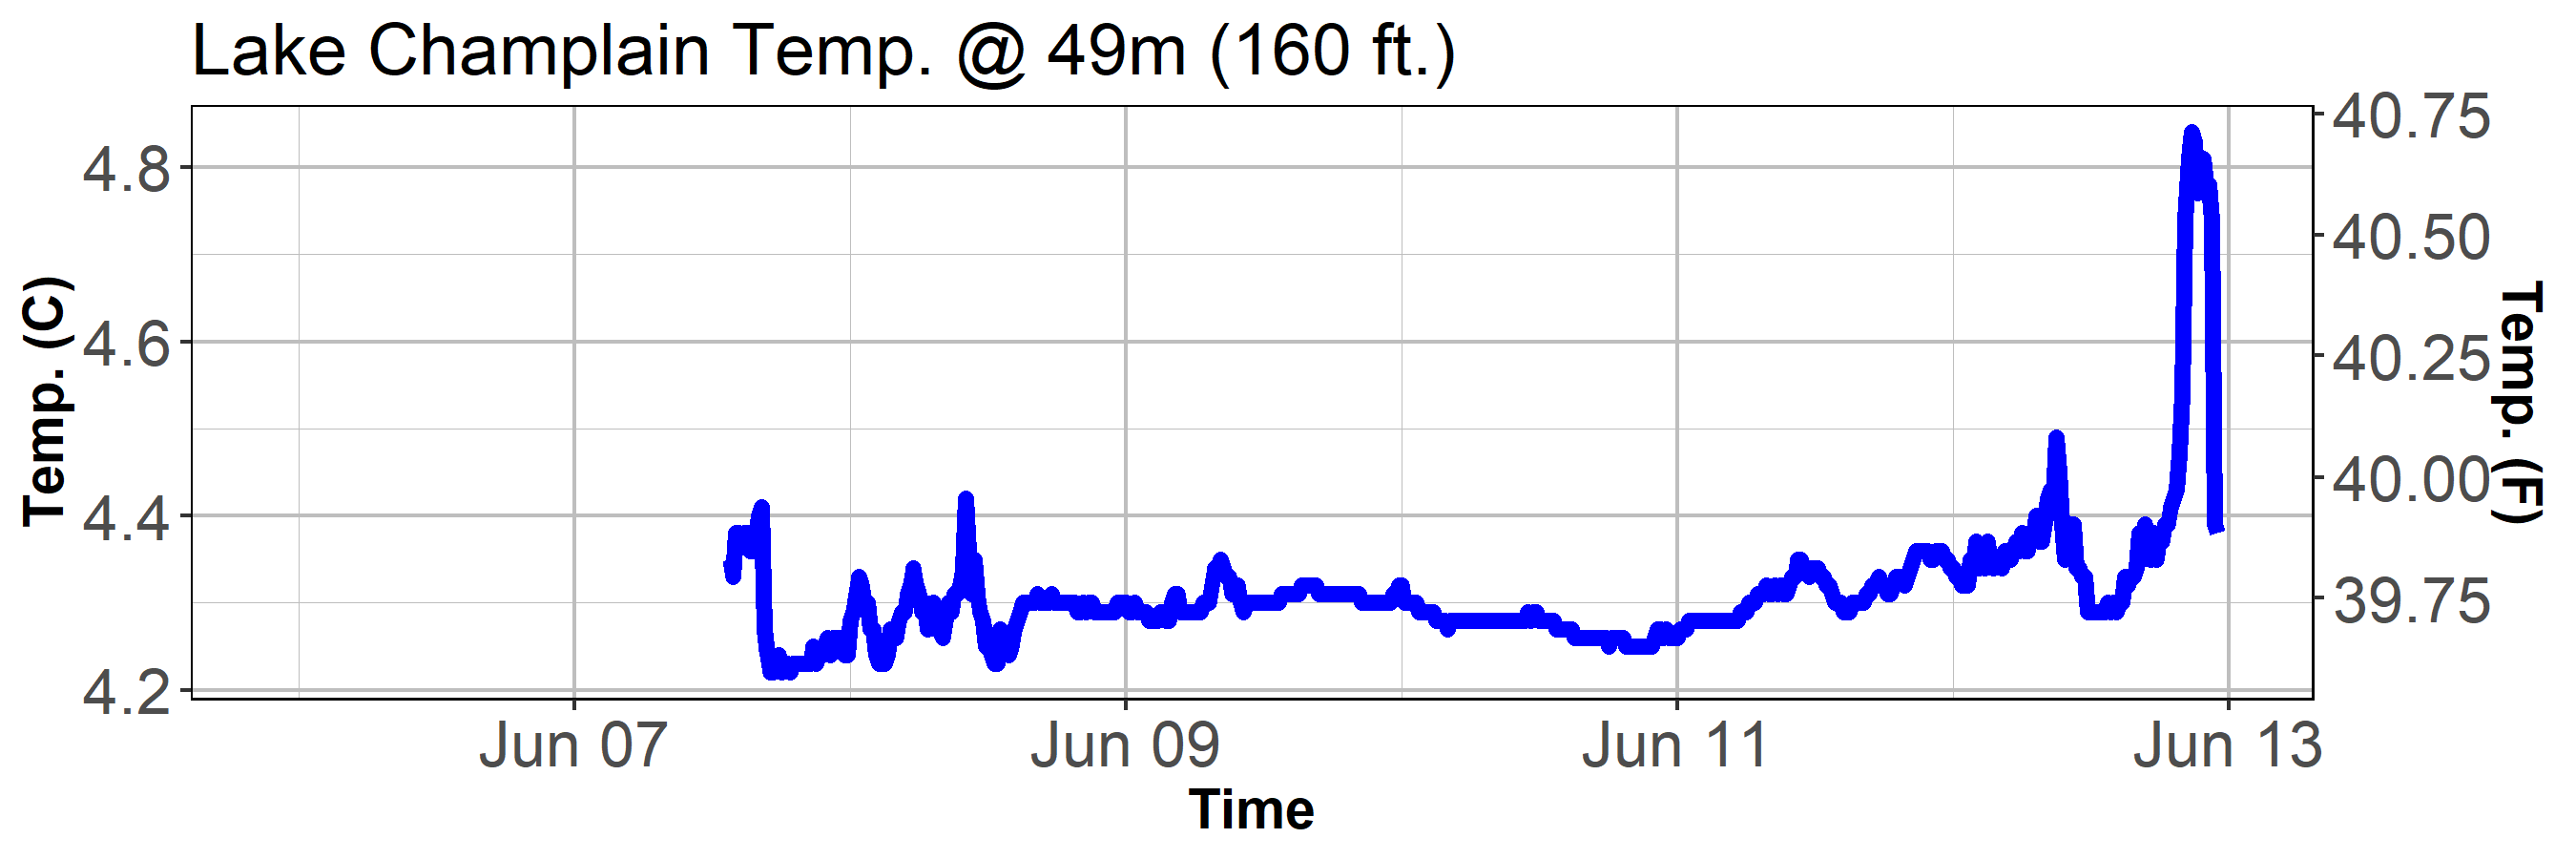 Lake Champlain Temp. @ 49m (160 ft.)
Temp. (C)
4.8
4.6
4.4
4.2
40.75
40.50
40.25
40.00
39.75
Temp. (F)
Jun 07 Jun 09 Jun 11 Jun 13
Time